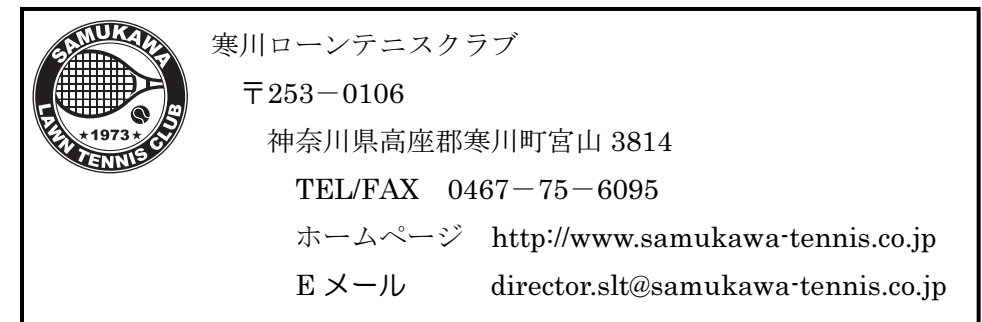 SAMUKAWA
LAWN TENNIS CLUB
★1973★
寒川ローンテニスクラブ
〒253－0106
神奈川県高座郡寒川町宮山 3814
TEL/FAX　0467－75－6095
ホームページ　http://www.samukawa-tennis.co.jp
E メール　director.slt@samukawa-tennis.co.jp